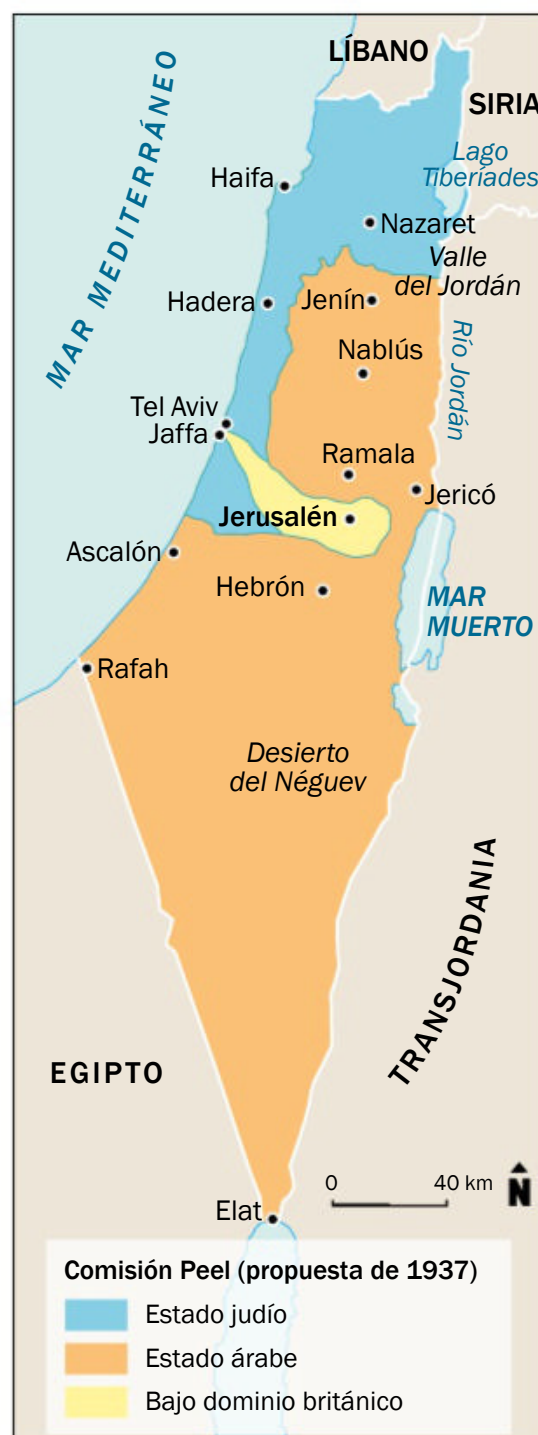 LÍBANO
SIRIA
MAR MEDITERRÁNEO
Lago
Tiberíades
Haifa
Nazaret
Valle
del Jordán
Hadera
Jenín
Río Jordán
Nablús
Tel Aviv
Jaffa
Ramala
Jericó
Jerusalén
Ascalón
Hebrón
MAR
MUERTO
Rafah
Desierto
del Néguev
TRANSJORDANIA
EGIPTO
0 40 km
N
Elat
Comisión Peel (propuesta de 1937)
Estado judío
Estado árabe
Bajo dominio británico